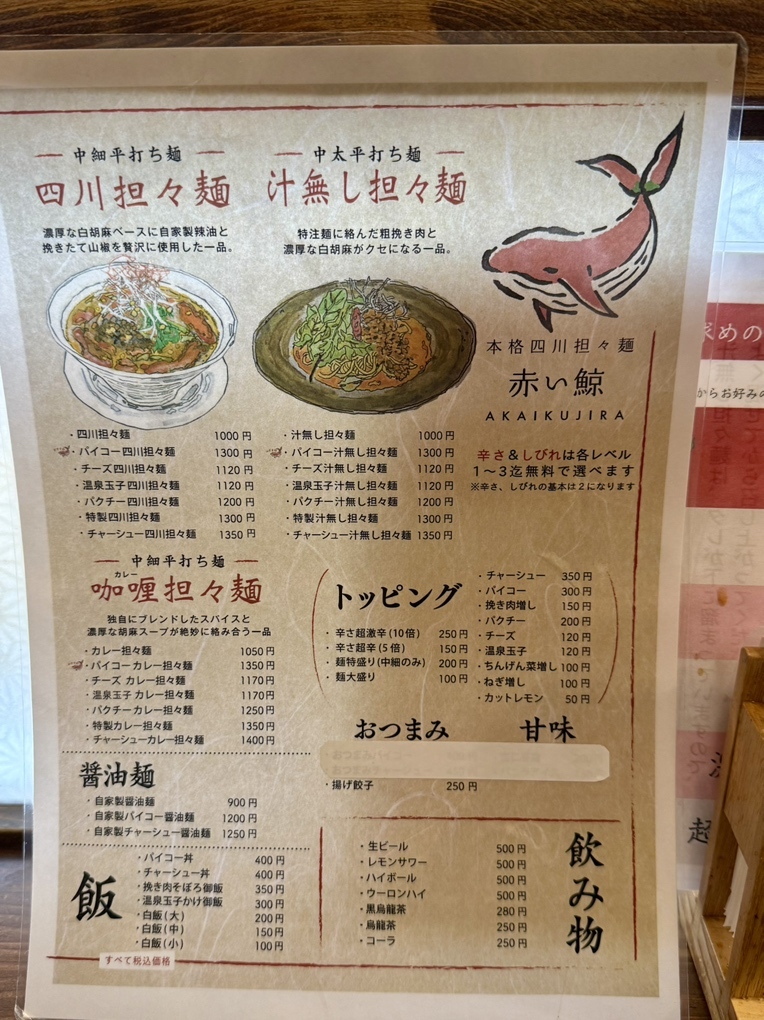 中細平打ち麺
四川担々麺
濃厚な白胡麻ベースに自家製辣油と
挽きたて山椒を贅沢に使用した一品。
・四川担々麺 1000円
・パイコー四川担々麺 1300円
・チーズ四川担々麺 1120円
・温泉玉子四川担々麺 1120円
・パクチー四川担々麺 1200円
・特製四川担々麺 1300円
・チャーシュー四川担々麺 1350円
中太平打ち麺
汁無し担々麺
特注麺に絡んだ粗挽き肉と
濃厚な白胡麻がクセになる一品。
・汁無し担々麺 1000円
・パイコー汁無し担々麺 1300円
・チーズ汁無し担々麺 1120円
・温泉玉子汁無し担々麺 1120円
・パクチー汁無し担々麺 1200円
・特製汁無し担々麺 1300円
・チャーシュー汁無し担々麺 1350円
本格四川担々麺
赤い鯨
AKAIKUJIRA
辛さ&しびれは各レベル
1〜3迄無料で選べます
※辛さ、しびれの基本は2になります
中細平打ち麺
カレー
咖喱担々麺
独自にブレンドしたスパイスと
濃厚な胡麻スープが絶妙に絡み合う一品
・カレー担々麺 1050円
・パイコー カレー担々麺 1350円
・チーズ カレー担々麺 1170円
・温泉玉子 カレー担々麺 1170円
・パクチー カレー担々麺 1250円
・特製カレー担々麺 1350円
・チャーシューカレー担々麺 1400円
トッピング
・辛さ超激辛(10倍) 250円
・辛さ超辛(5倍) 150円
・麺特盛り(中細のみ) 200円
・麺大盛り 100円
・チャーシュー 350円
・パイコー 300円
・挽き肉増し 150円
・パクチー 200円
・チーズ 120円
・温泉玉子 120円
・ちんげん菜増し 100円
・ねぎ増し 100円
・カットレモン 50円
おつまみ
・揚げ餃子 250円
甘味
醤油麺
・自家製醤油麺 900円
・自家製パイコー醤油麺 1200円
・自家製チャーシュー醤油麺 1250円
飯
・パイコー丼 400円
・チャーシュー丼 400円
・挽き肉そぼろ御飯 350円
・温泉玉子かけ御飯 300円
・白飯(大) 200円
・白飯(中) 150円
・白飯(小) 100円
すべて税込価格
飲み物
・生ビール 500円
・レモンサワー 500円
・ハイボール 500円
・ウーロンハイ 500円
・黒烏龍茶 280円
・烏龍茶 250円
・コーラ 250円
求めの
からお好みの